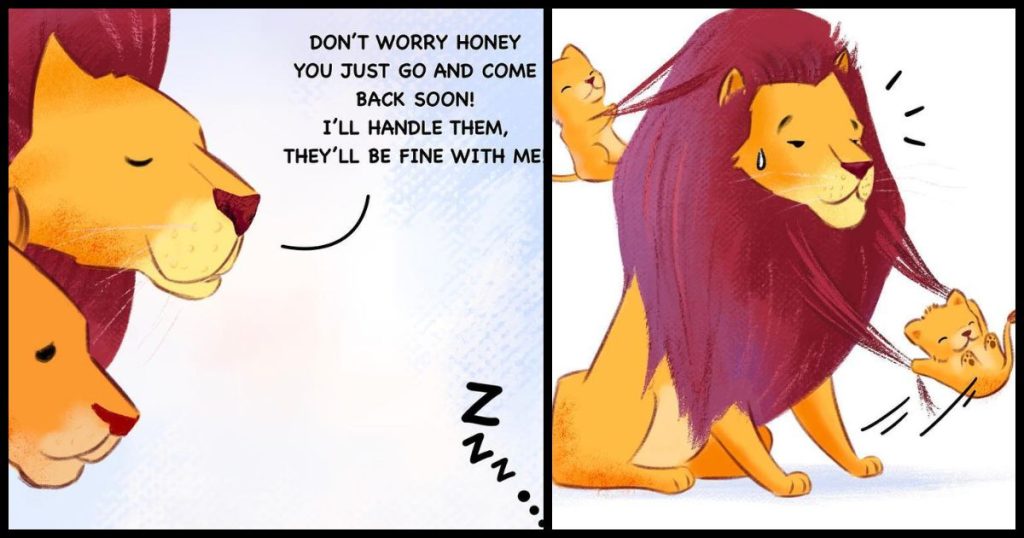 DON'T WORRY HONEY
YOU JUST GO AND COME
BACK SOON!
I'LL HANDLE THEM,
THEY'LL BE FINE WITH ME!
Z
Z
Z...